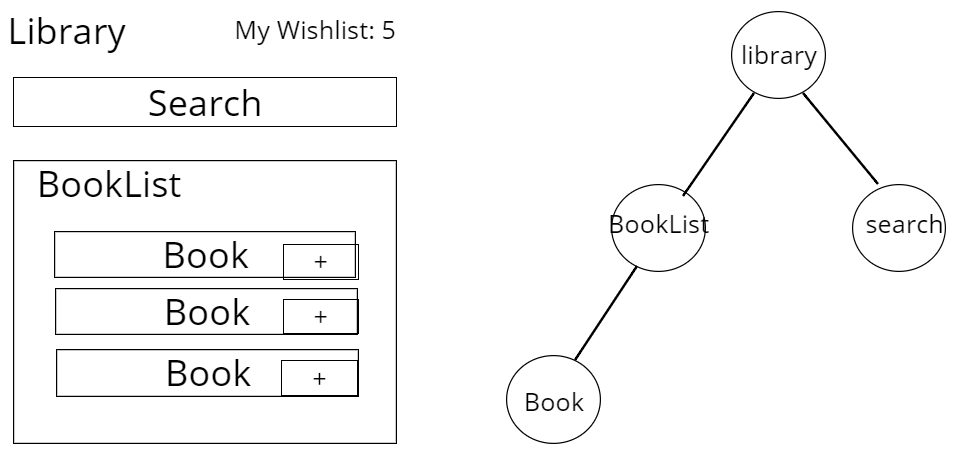 Library
My Wishlist: 5
Search
BookList
Book +
Book +
Book +
library
BookList
search
Book